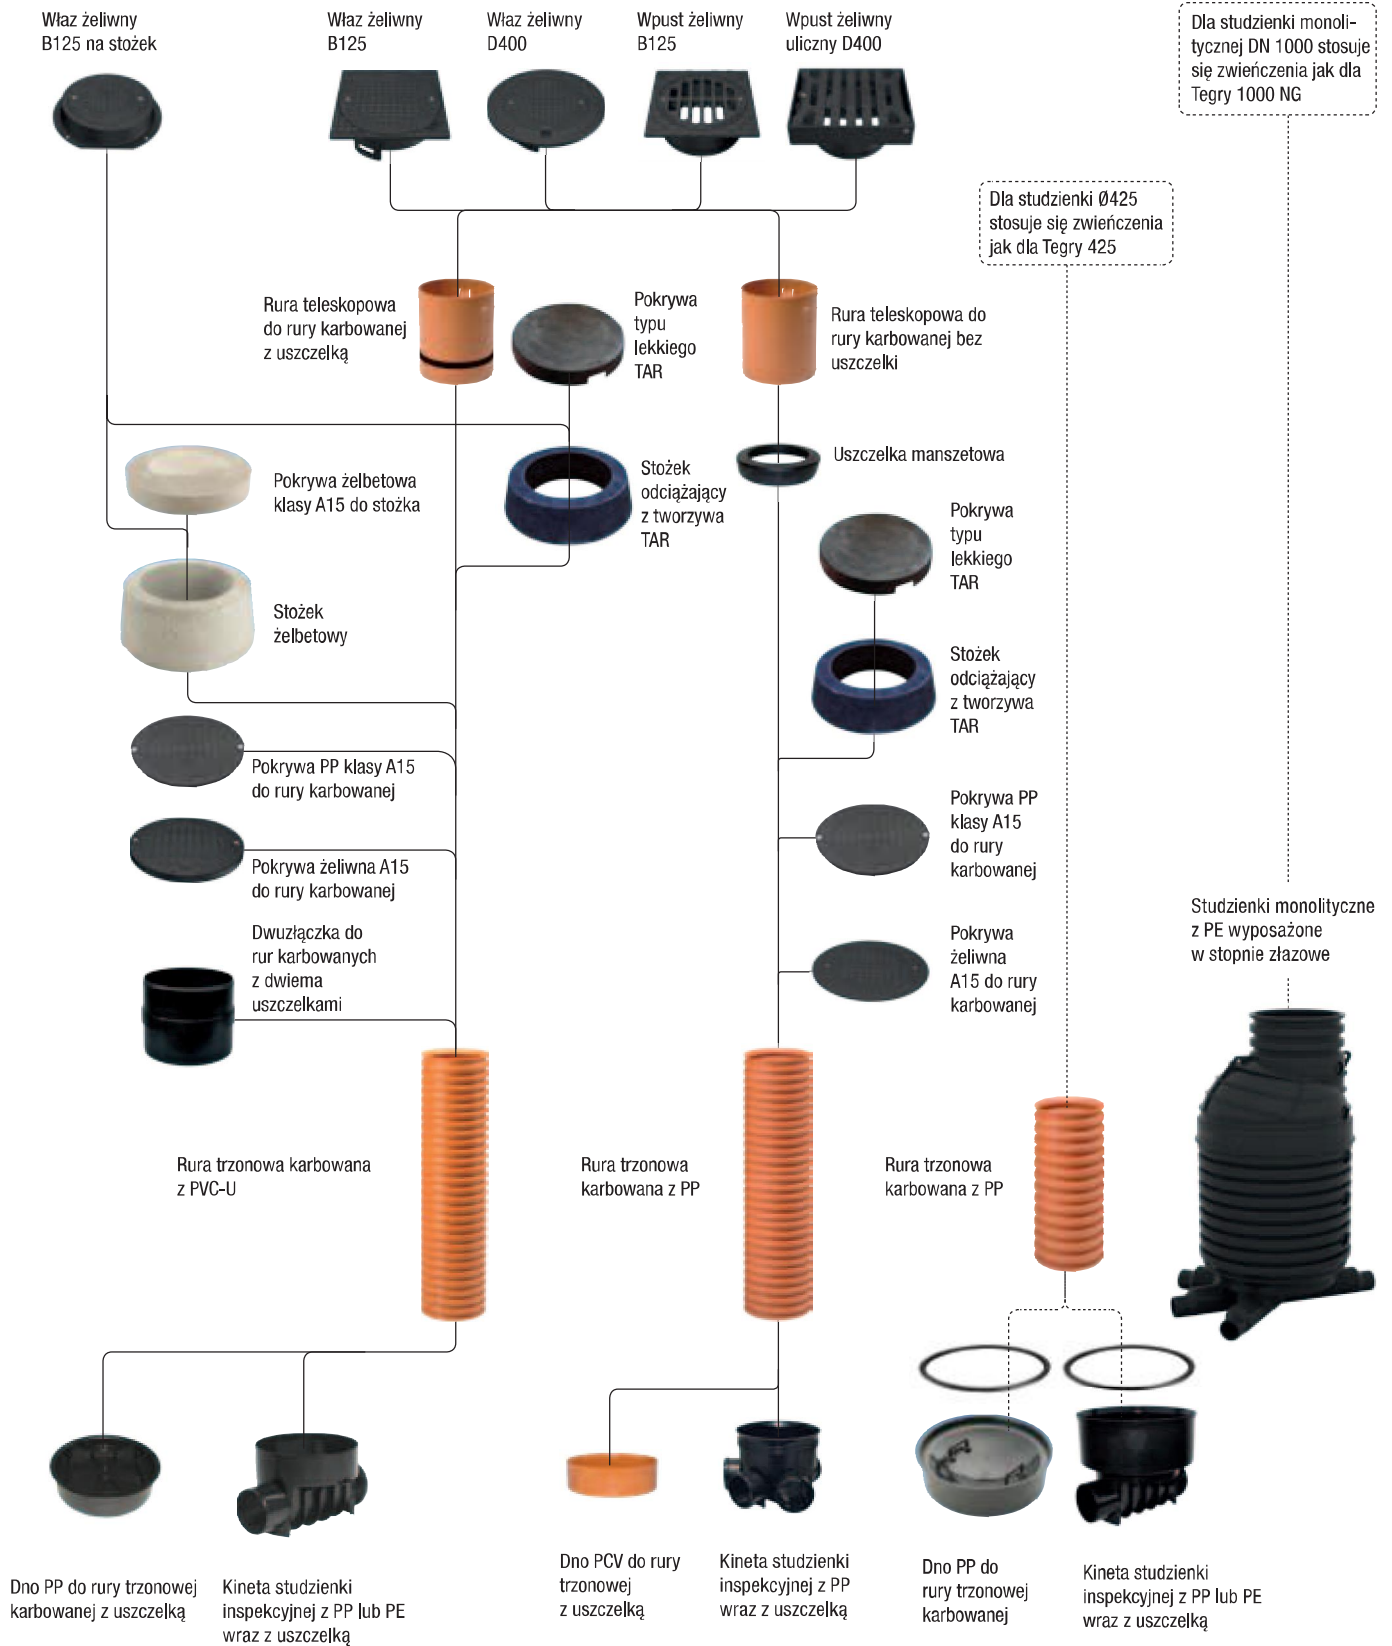 Właz żeliwny
B125 na stożek
Właz żeliwny
B125
Właz żeliwny
D400
Wpust żeliwny
B125
Wpust żeliwny
uliczny D400
Dla studzienki monoli-
tycznej DN 1000 stosuje
się zwieńczenia jak dla
Tegry 1000 NG
Dla studzienki Ø425
stosuje się zwieńczenia
jak dla Tegry 425
Rura teleskopowa
do rury karbowanej
z uszczelką
Pokrywa
typu
lekkiego
TAR
Rura teleskopowa do
rury karbowanej bez
uszczelki
Pokrywa żelbetowa
klasy A15 do stożka
Stożek
odciążający
z tworzywa
TAR
Uszczelka manszetowa
Pokrywa
typu
lekkiego
TAR
Stożek
żelbetowy
Stożek
odciążający
z tworzywa
TAR
Pokrywa PP klasy A15
do rury karbowanej
Pokrywa PP
klasy A15
do rury
karbowanej
Pokrywa żeliwna A15
do rury karbowanej
Dwuzłączka do
rur karbowanych
z dwiema
uszczelkami
Pokrywa
żeliwna
A15 do rury
karbowanej
Studzienki monolityczne
z PE wyposażone
w stopnie złazowe
Rura trzonowa karbowana
z PVC-U
Rura trzonowa
karbowana z PP
Rura trzonowa
karbowana z PP
Dno PP do rury trzonowej
karbowanej z uszczelką
Kineta studzienki
inspekcyjnej z PP lub PE
wraz z uszczelką
Dno PCV do rury
trzonowej
z uszczelką
Kineta studzienki
inspekcyjnej z PP
wraz z uszczelką
Dno PP do
rury trzonowej
karbowanej
Kineta studzienki
inspekcyjnej z PP lub PE
wraz z uszczelką